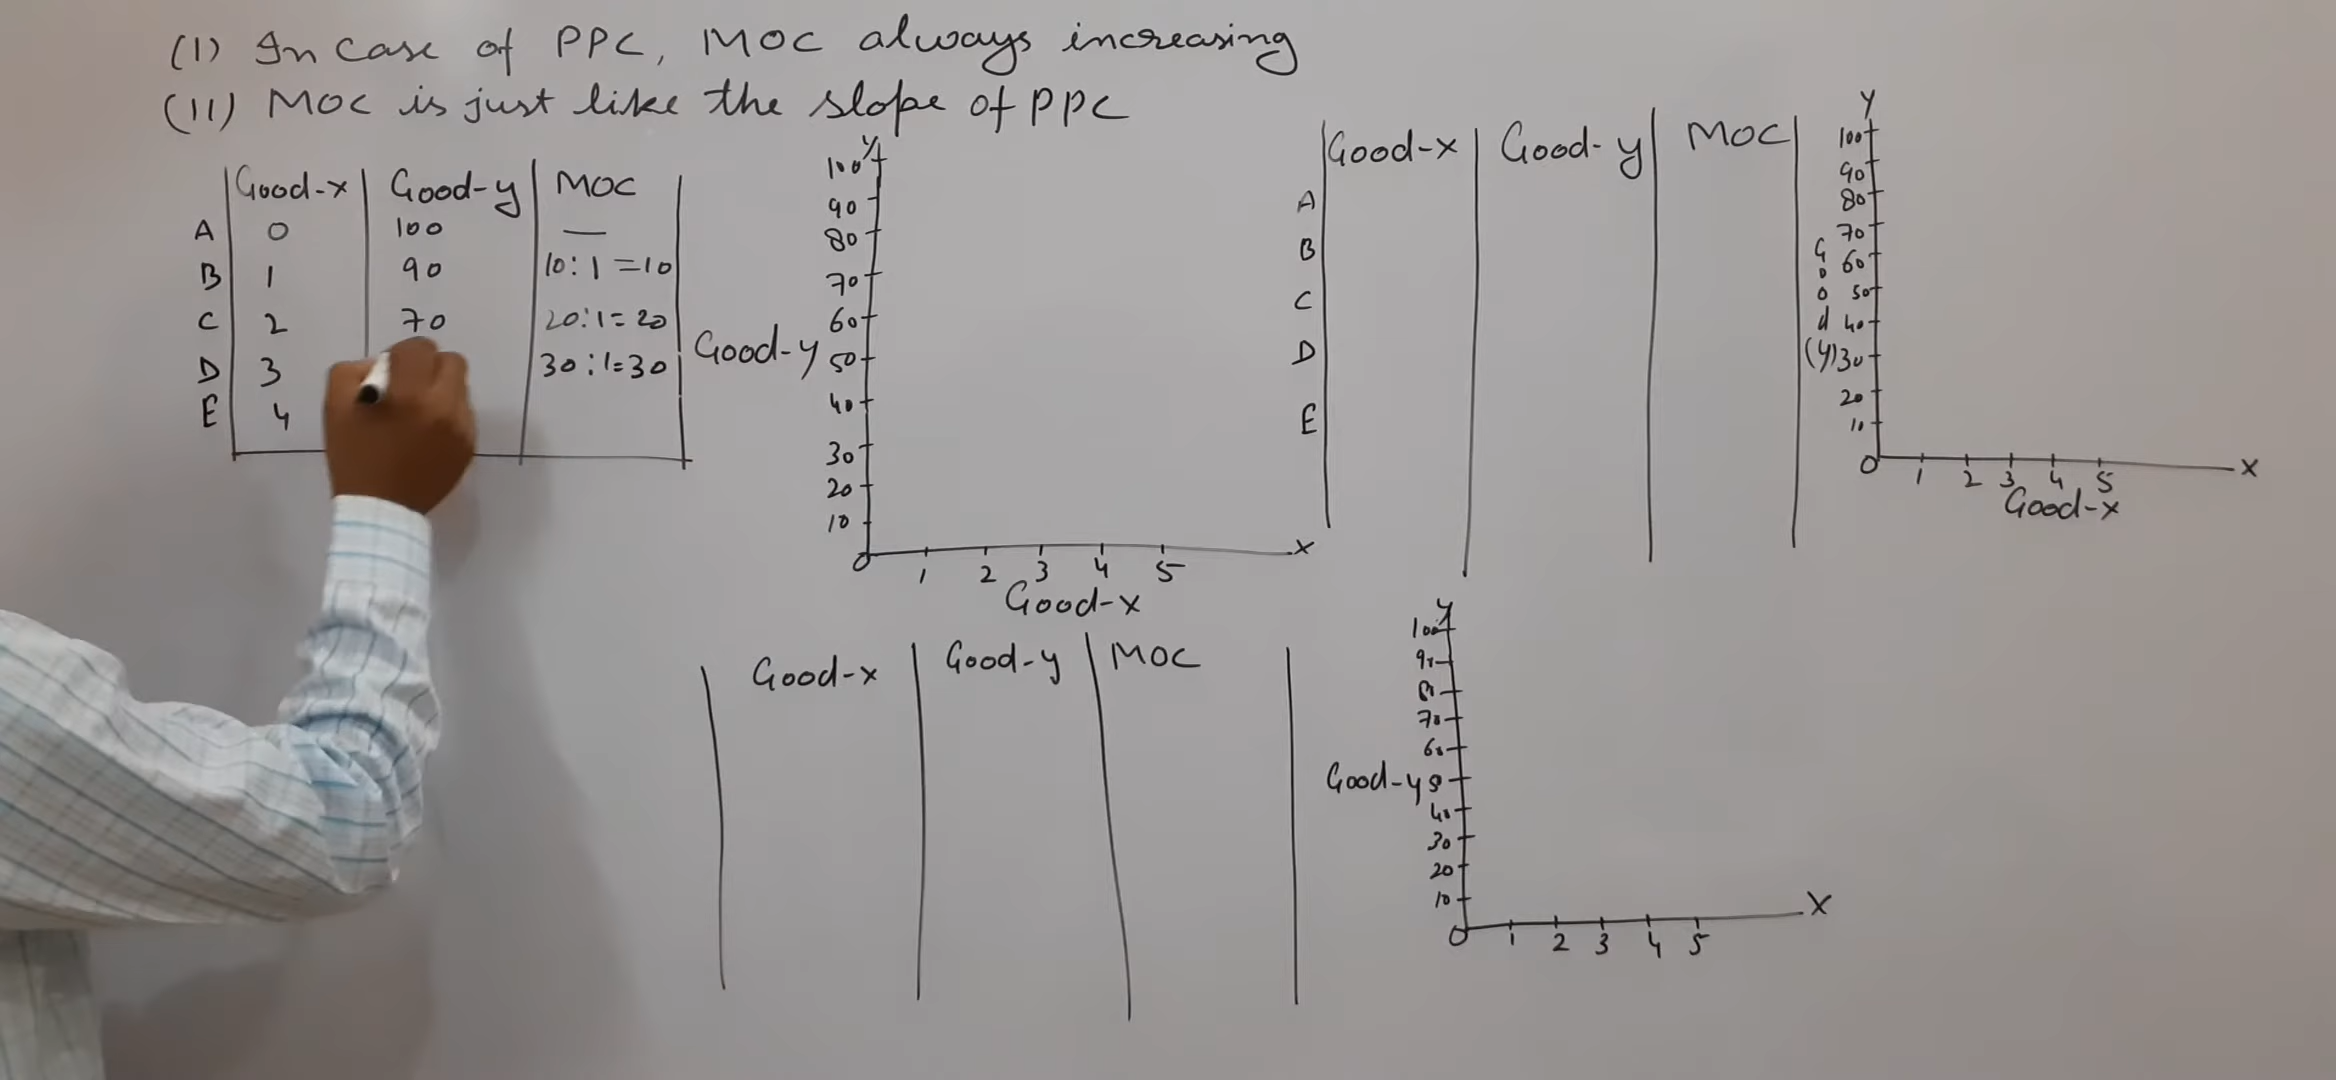 (I) In case of PPC, MOC always increasing
(II) MOC is just like the slope of PPC
Good-x Good-y MOC
A 0 100 —
B 1 90 10:1=10
C 2 70 20:1=20
D 3 30:1=30
E 4
Y
100
90
80
70
60
Good-y 50
40
30
20
10
0 1 2 3 4 5 X
Good-x
Good-x Good-y MOC
A
B
C
D
E
Y
100
90
80
70
60
50
40
30
20
10
Good (y)
0 1 2 3 4 5 X
Good-x
Good-x Good-y MOC
Y
100
90
70
60
Good-y
40
30
20
10
0 1 2 3 4 5 X